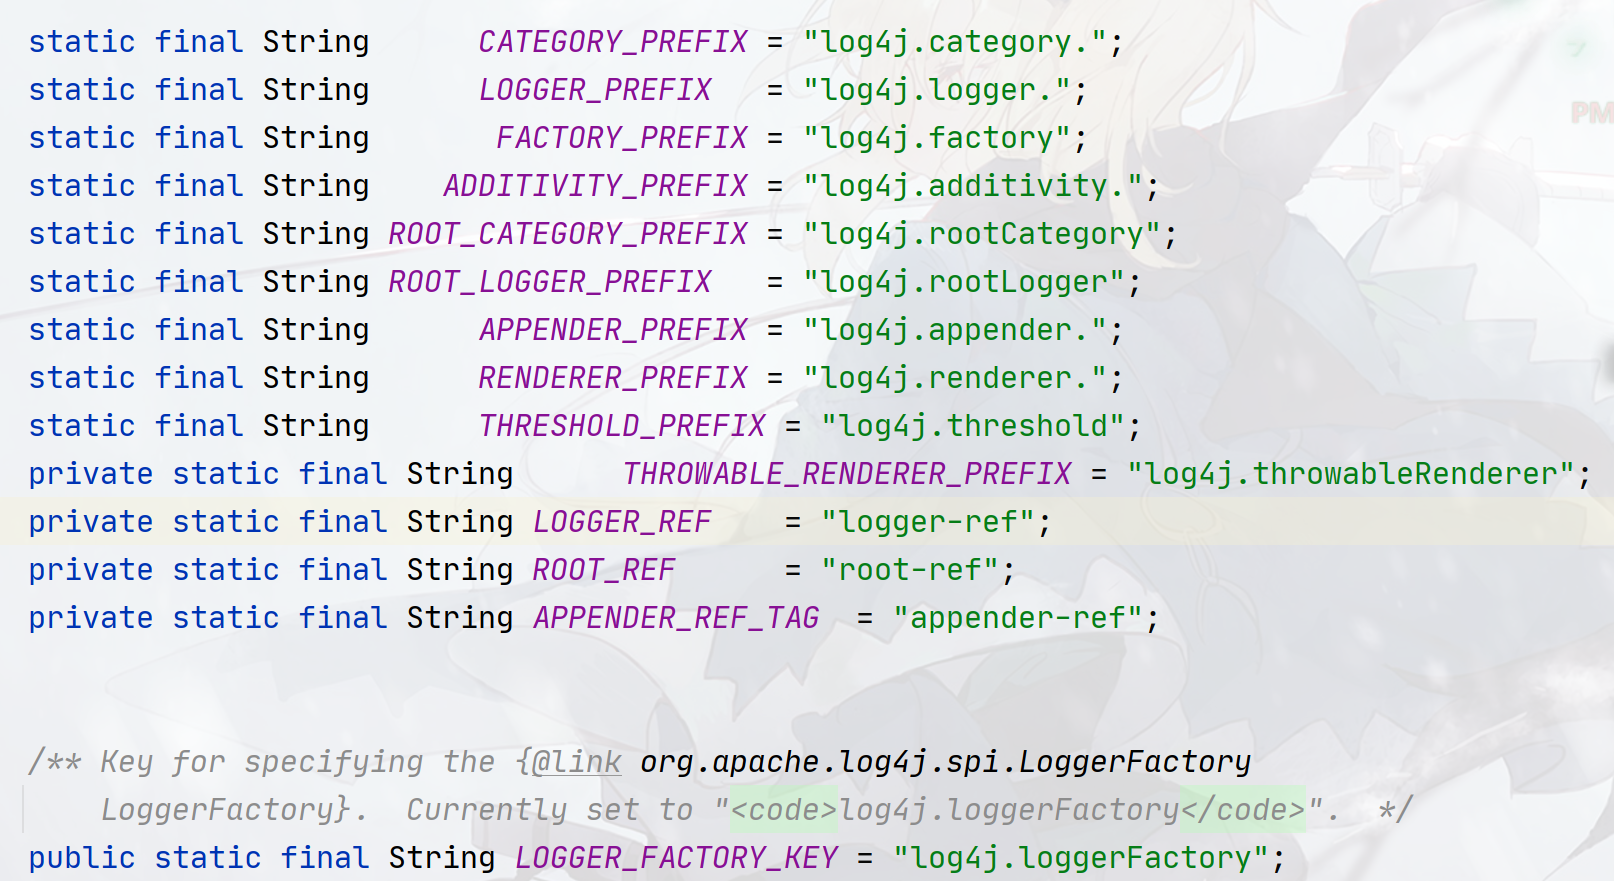 static final String      CATEGORY_PREFIX = "log4j.category.";
static final String      LOGGER_PREFIX   = "log4j.logger.";
static final String       FACTORY_PREFIX = "log4j.factory";
static final String    ADDITIVITY_PREFIX = "log4j.additivity.";
static final String ROOT_CATEGORY_PREFIX = "log4j.rootCategory";
static final String ROOT_LOGGER_PREFIX   = "log4j.rootLogger";
static final String      APPENDER_PREFIX = "log4j.appender.";
static final String      RENDERER_PREFIX = "log4j.renderer.";
static final String      THRESHOLD_PREFIX = "log4j.threshold";
private static final String      THROWABLE_RENDERER_PREFIX = "log4j.throwableRenderer";
private static final String LOGGER_REF    = "logger-ref";
private static final String ROOT_REF      = "root-ref";
private static final String APPENDER_REF_TAG  = "appender-ref";
/** Key for specifying the {@link org.apache.log4j.spi.LoggerFactory
    LoggerFactory}.  Currently set to "<code>log4j.loggerFactory</code>".  */
public static final String LOGGER_FACTORY_KEY = "log4j.loggerFactory";
PM